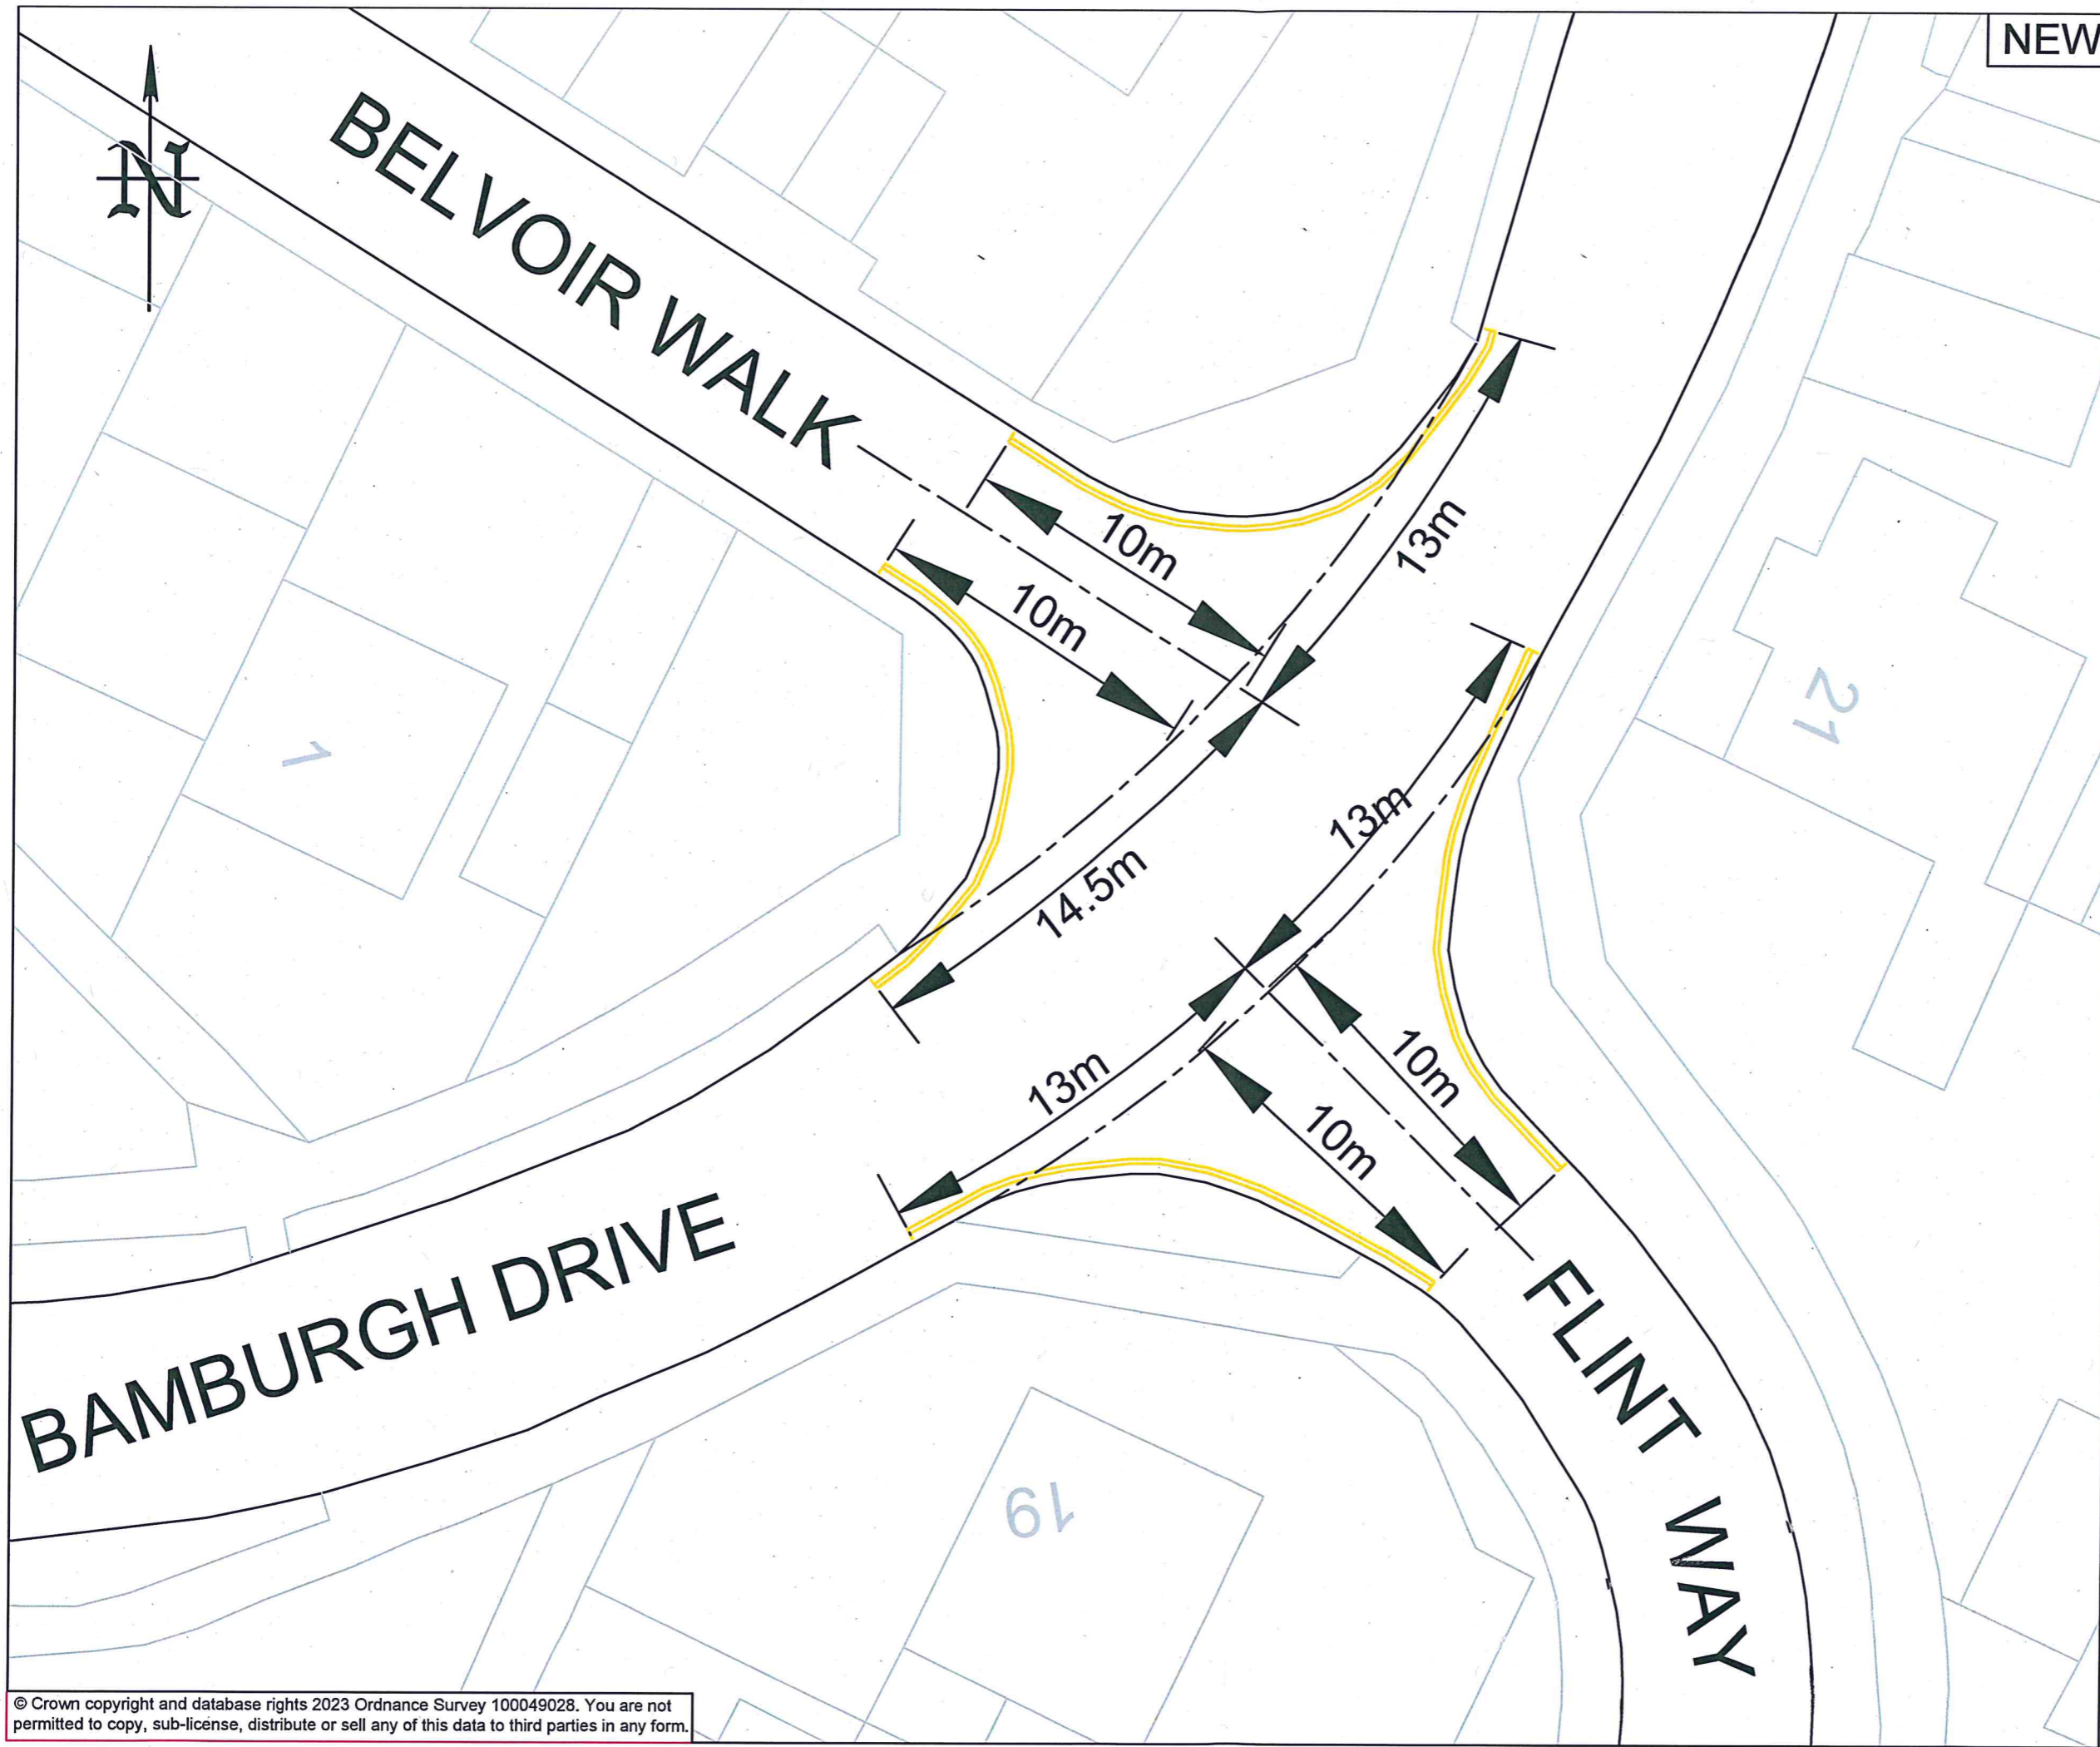 NEW
N
BELVOIR WALK
10m
13m
10m
13m
14.5m
13m
10m
10m
21
1
BAMBURGH DRIVE
FLINT WAY
19
© Crown copyright and database rights 2023 Ordnance Survey 100049028. You are not
permitted to copy, sub-license, distribute or sell any of this data to third parties in any form.